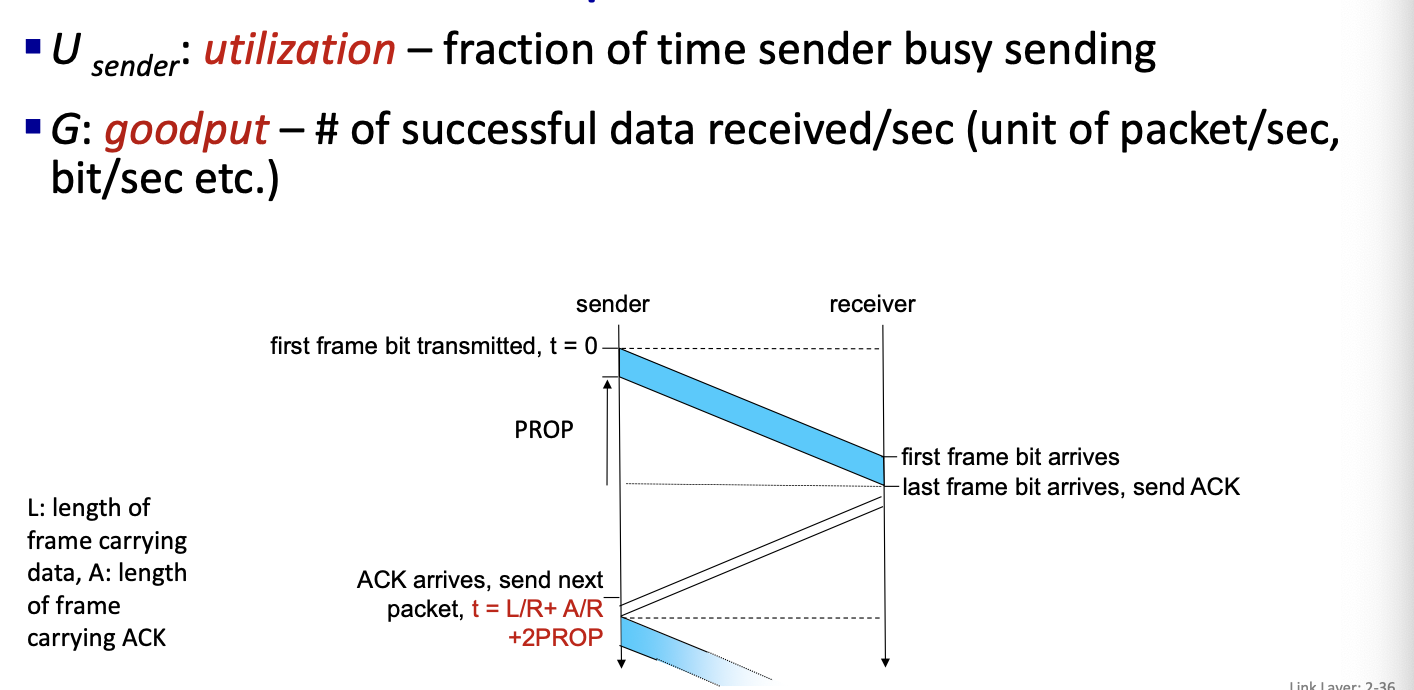 ▪ U sender: utilization – fraction of time sender busy sending
▪ G: goodput – # of successful data received/sec (unit of packet/sec,
bit/sec etc.)
sender
receiver
first frame bit transmitted, t = 0
PROP
first frame bit arrives
last frame bit arrives, send ACK
L: length of
frame carrying
data, A: length
of frame
carrying ACK
ACK arrives, send next
packet, t = L/R+ A/R
+2PROP
Link Layer: 2-36